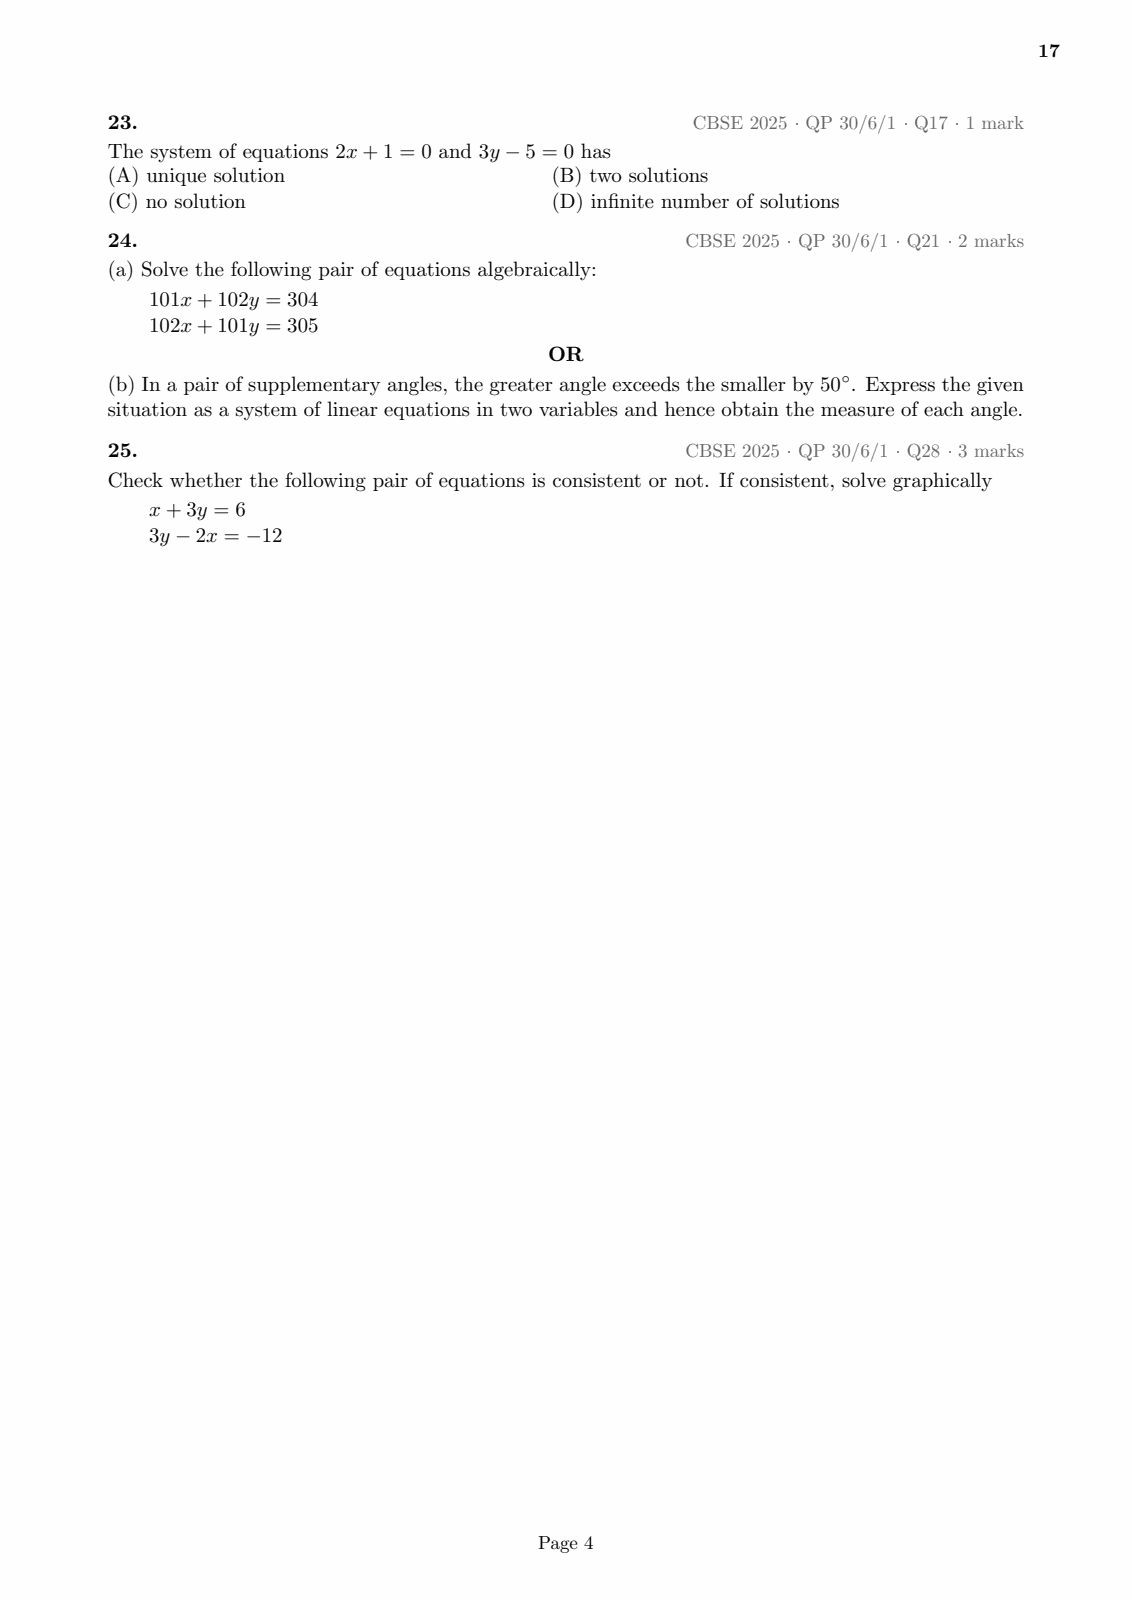 17
23. CBSE 2025 · QP 30/6/1 · Q17 · 1 mark
The system of equations 2x + 1 = 0 and 3y − 5 = 0 has
(A) unique solution (B) two solutions
(C) no solution (D) infinite number of solutions
24. CBSE 2025 · QP 30/6/1 · Q21 · 2 marks
(a) Solve the following pair of equations algebraically:
101x + 102y = 304
102x + 101y = 305
OR
(b) In a pair of supplementary angles, the greater angle exceeds the smaller by 50°. Express the given
situation as a system of linear equations in two variables and hence obtain the measure of each angle.
25. CBSE 2025 · QP 30/6/1 · Q28 · 3 marks
Check whether the following pair of equations is consistent or not. If consistent, solve graphically
x + 3y = 6
3y − 2x = −12
Page 4